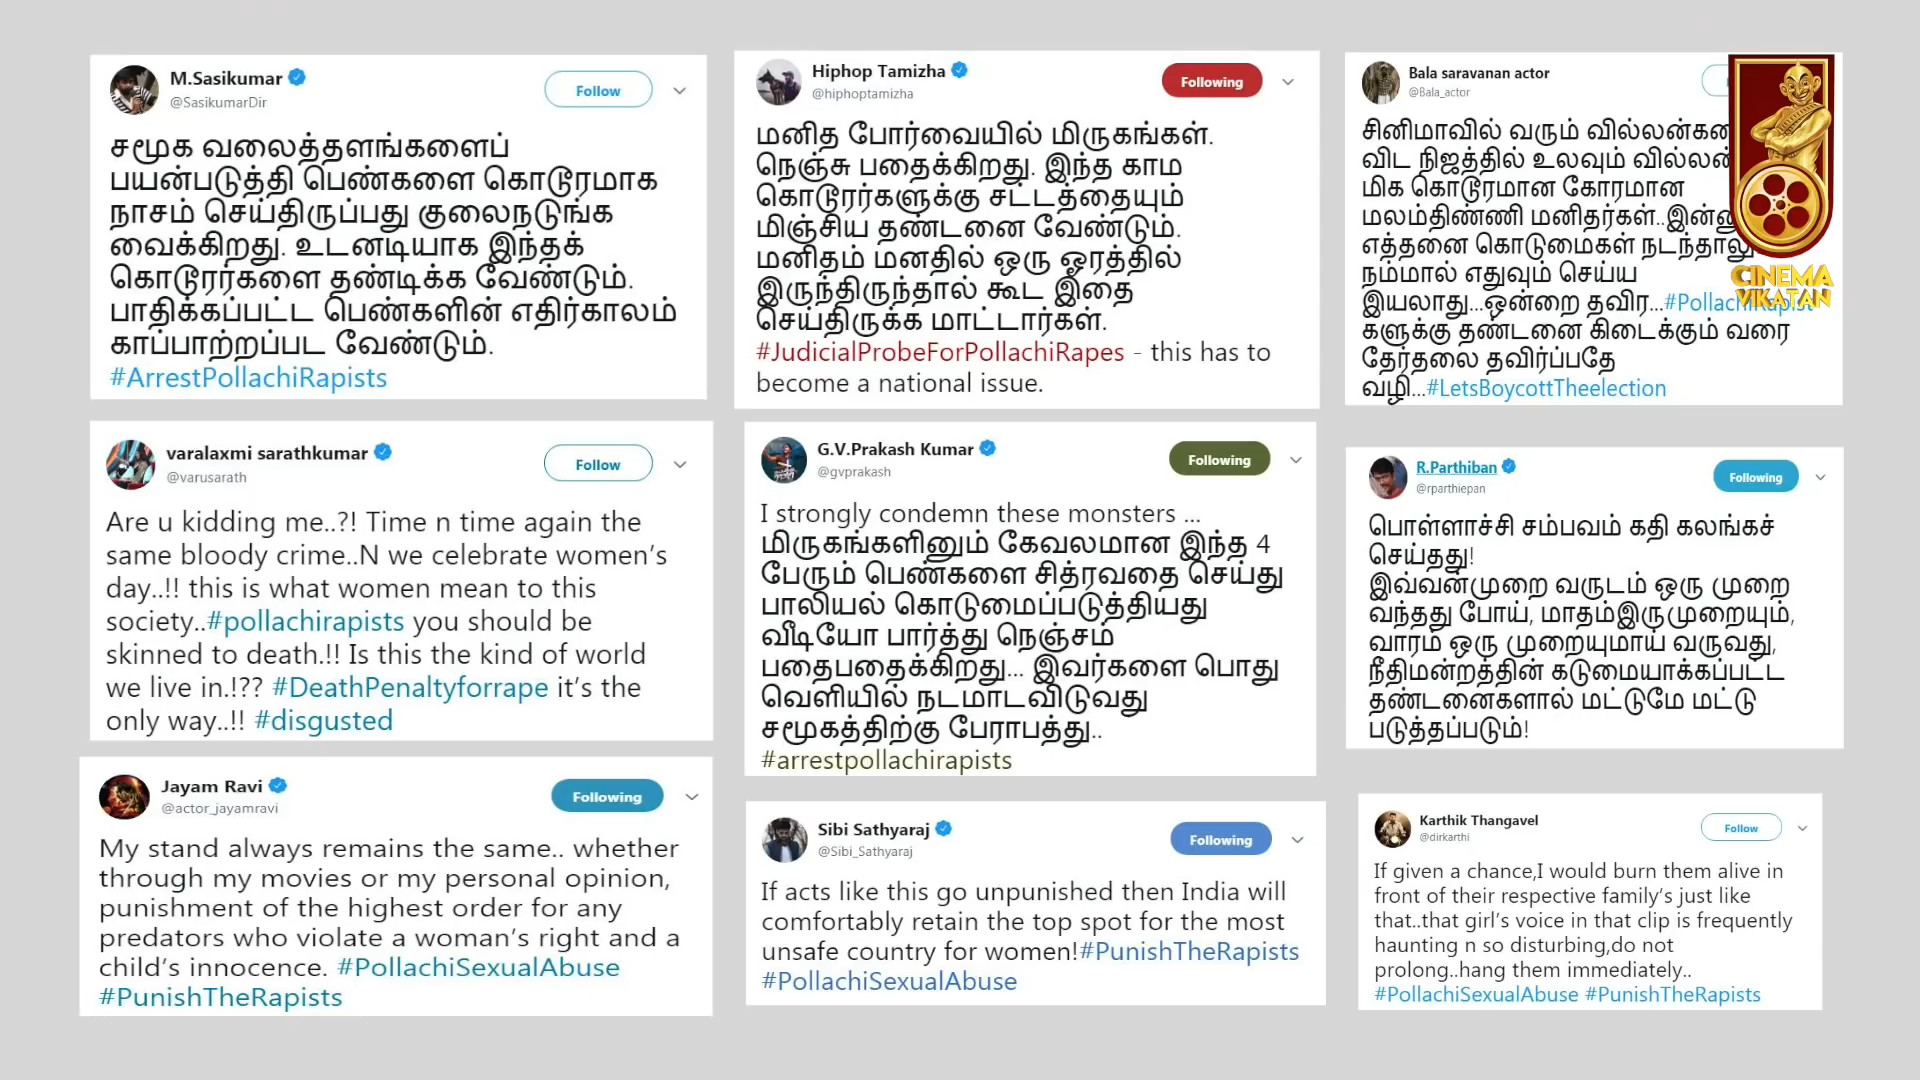 M.Sasikumar
@SasikumarDir
Follow
சமூக வலைத்தளங்களைப்
பயன்படுத்தி பெண்களை கொடூரமாக
நாசம் செய்திருப்பது குலைநடுங்க
வைக்கிறது. உடனடியாக இந்தக்
கொடூரர்களை தண்டிக்க வேண்டும்.
பாதிக்கப்பட்ட பெண்களின் எதிர்காலம்
காப்பாற்றப்பட வேண்டும்.
#ArrestPollachiRapists
Hiphop Tamizha
@hiphoptamizha
Following
மனித போர்வையில் மிருகங்கள்.
நெஞ்சு பதைக்கிறது. இந்த காம
கொடூரர்களுக்கு சட்டத்தையும்
மிஞ்சிய தண்டனை வேண்டும்.
மனிதம் மனதில் ஒரு ஓரத்தில்
இருந்திருந்தால் கூட இதை
செய்திருக்க மாட்டார்கள்.
#JudicialProbeForPollachiRapes - this has to
become a national issue.
Bala saravanan actor
@Bala_actor
சினிமாவில் வரும்
விட நிஜத்தில் உலவும்
மிக கொடூரமான கோரமான
மலம்திண்ணி மனிதர்கள்..
எத்தனை கொடுமைகள் நடந்தாலு
நம்மால் எதுவும் செய்ய
இயலாது...ஒன்றை தவிர...#PollachiRapist
களுக்கு தண்டனை கிடைக்கும் வரை
தேர்தலை தவிர்ப்பதே
வழி...#LetsBoycottTheelection
CINEMA
VIKATAN
varalaxmi sarathkumar
@varusarath
Follow
Are u kidding me..?! Time n time again the
same bloody crime..N we celebrate women's
day..!! this is what women mean to this
society..#pollachirapists you should be
skinned to death.!! Is this the kind of world
we live in.!?? #DeathPenaltyforrape it's the
only way..!! #disgusted
G.V.Prakash Kumar
@gvprakash
Following
I strongly condemn these monsters ...
மிருகங்களினும் கேவலமான இந்த 4
பேரும் பெண்களை சித்ரவதை செய்து
பாலியல் கொடுமைப்படுத்தியது
வீடியோ பார்த்து நெஞ்சம்
பதைபதைக்கிறது... இவர்களை பொது
வெளியில் நடமாடவிடுவது
சமூகத்திற்கு பேராபத்து..
#arrestpollachirapists
R.Parthiban
@rparthiepan
Following
பொள்ளாச்சி சம்பவம் கதி கலங்கச்
செய்தது!
இவ்வன்முறை வருடம் ஒரு முறை
வந்தது போய், மாதம்இருமுறையும்,
வாரம் ஒரு முறையுமாய் வருவது,
நீதிமன்றத்தின் கடுமையாக்கப்பட்ட
தண்டனைகளால் மட்டுமே மட்டு
படுத்தப்படும்!
Jayam Ravi
@actor_jayamravi
Following
My stand always remains the same.. whether
through my movies or my personal opinion,
punishment of the highest order for any
predators who violate a woman's right and a
child's innocence. #PollachiSexualAbuse
#PunishTheRapists
Sibi Sathyaraj
@Sibi_Sathyaraj
Following
If acts like this go unpunished then India will
comfortably retain the top spot for the most
unsafe country for women!#PunishTheRapists
#PollachiSexualAbuse
Karthik Thangavel
@dirkarthi
Follow
If given a chance,I would burn them alive in
front of their respective family's just like
that..that girl's voice in that clip is frequently
haunting n so disturbing,do not
prolong..hang them immediately..
#PollachiSexualAbuse #PunishTheRapists